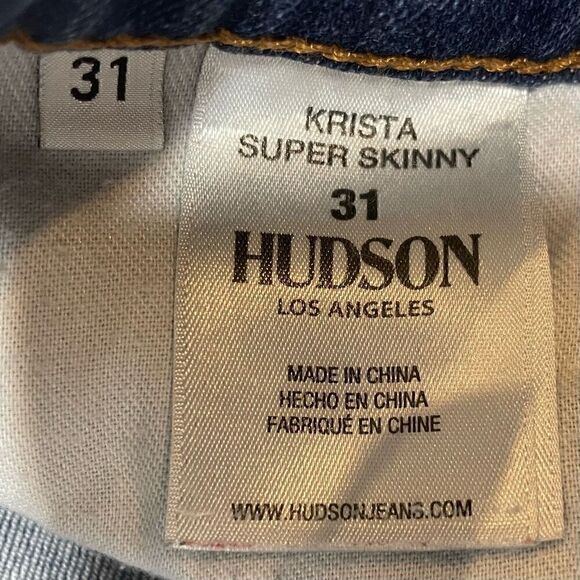 31
KRISTA
SUPER SKINNY
31
HUDSON
LOS ANGELES
MADE IN CHINA
HECHO EN CHINA
FABRIQUÉ EN CHINE
WWW.HUDSONJEANS.COM